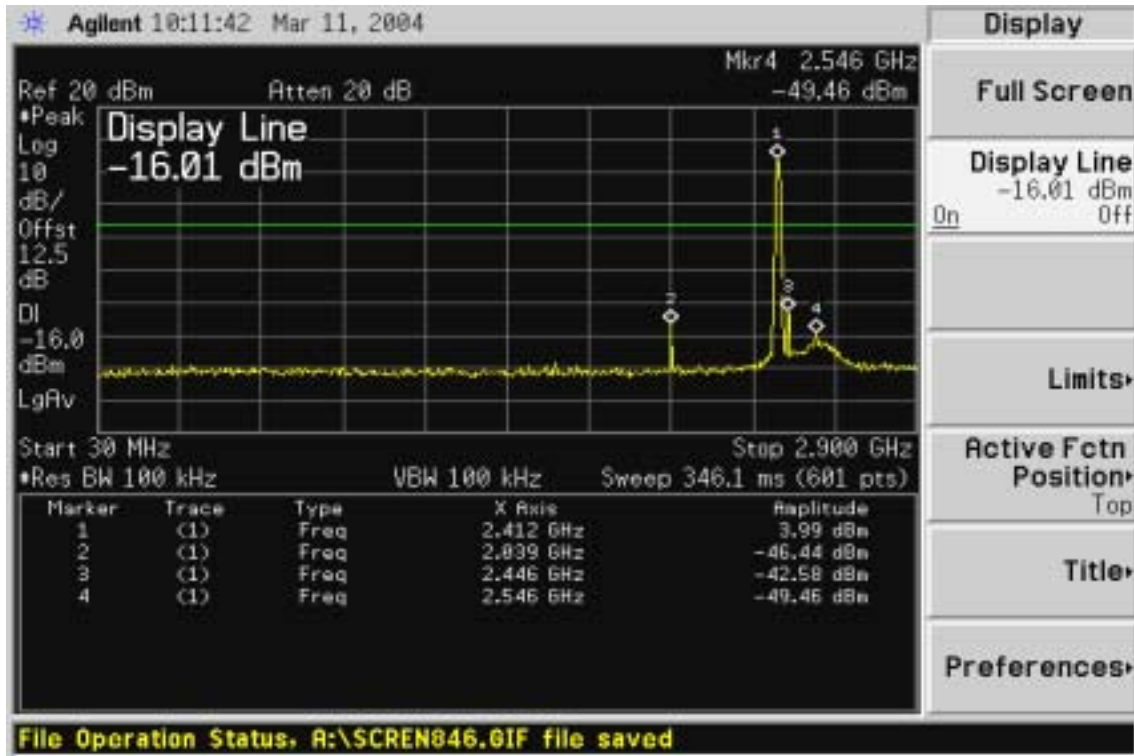 Agilent 10:11:42 Mar 11, 2004
Display
Mkr4 2.546 GHz
Ref 20 dBm Atten 20 dB -49.46 dBm
Full Screen
#Peak
Log
10
dB/
Offst
12.5
dB
DI
-16.0
dBm
LgAv
Display Line
-16.01 dBm
1
2
3
4
Display Line
-16.01 dBm
On Off
Limits
Start 30 MHz Stop 2.900 GHz
#Res BW 100 kHz VBW 100 kHz Sweep 346.1 ms (601 pts)
Active Fctn
Position
Top
Marker Trace Type X Axis Amplitude
1 (1) Freq 2.412 GHz 3.99 dBm
2 (1) Freq 2.039 GHz -46.44 dBm
3 (1) Freq 2.446 GHz -42.58 dBm
4 (1) Freq 2.546 GHz -49.46 dBm
Title
Preferences
File Operation Status, A:\SCREN846.GIF file saved